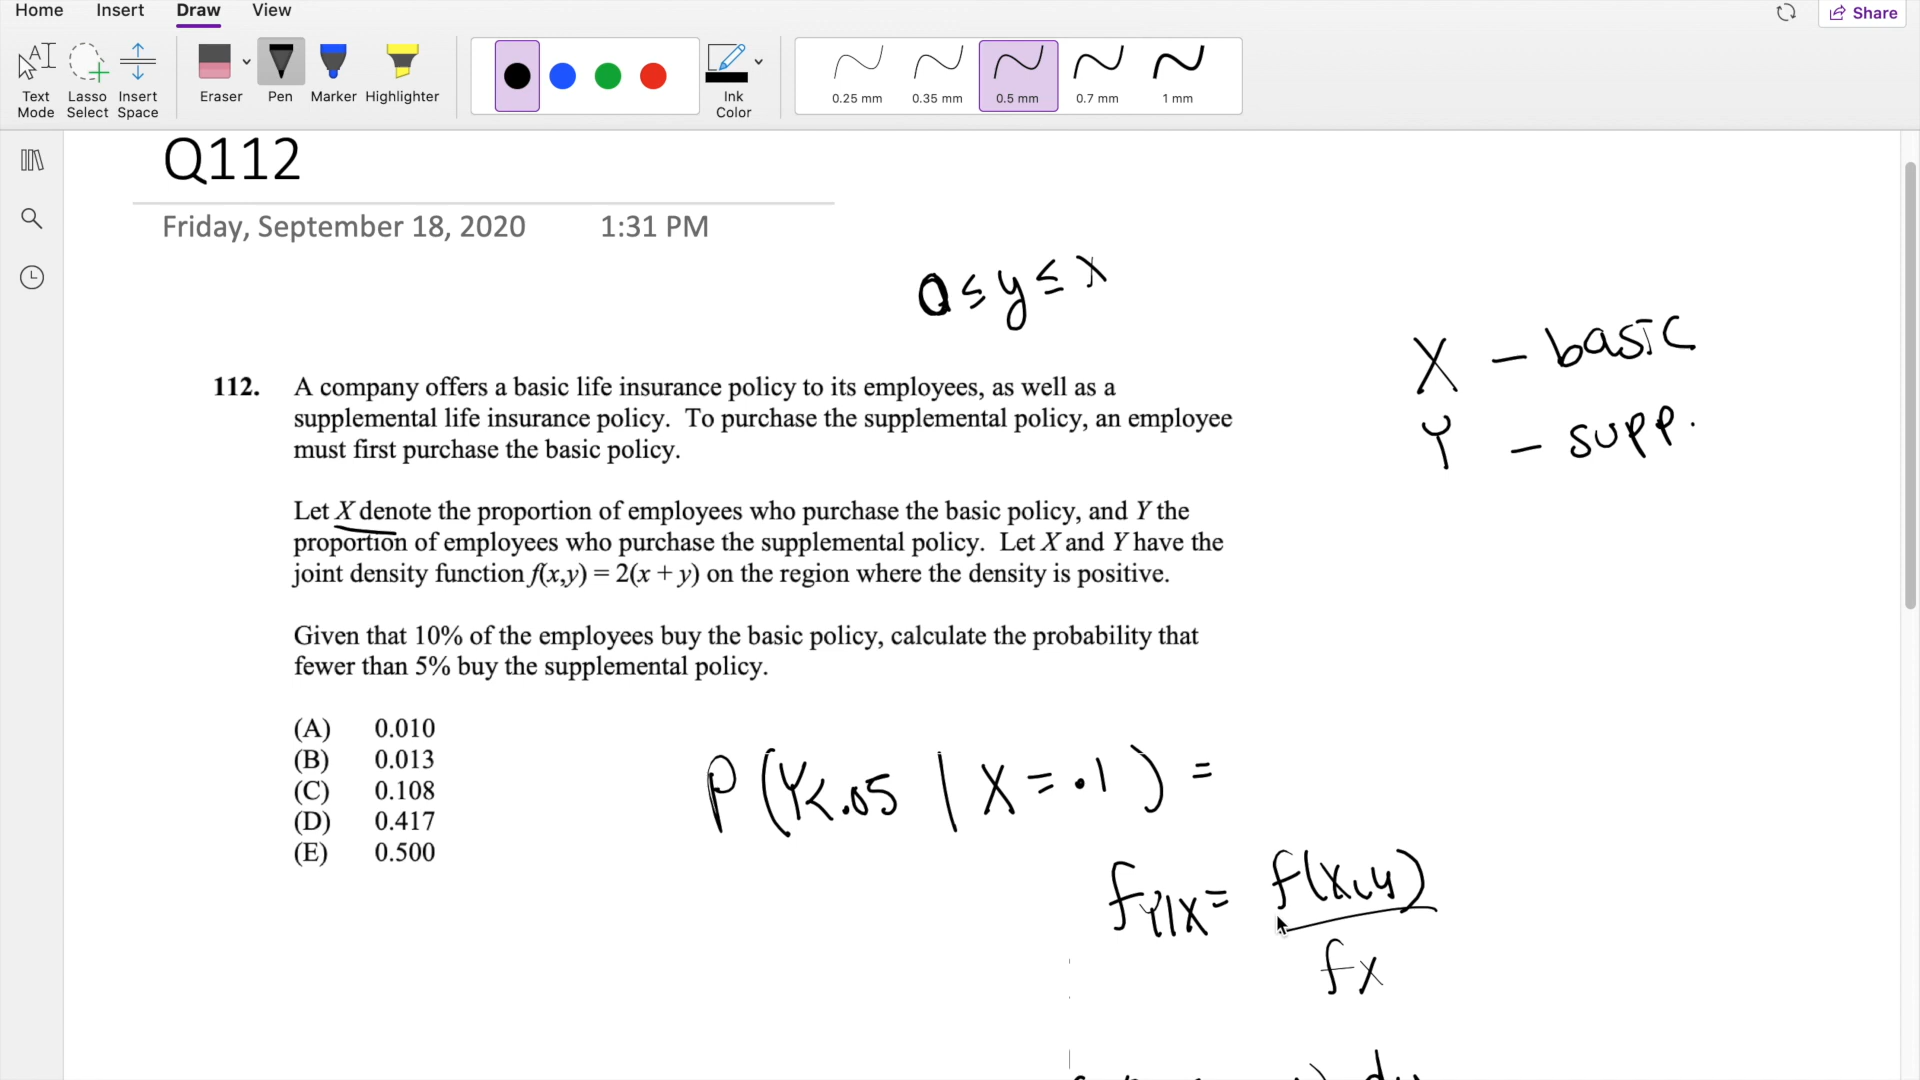 Home Insert Draw View
Share
Text Mode
Lasso Select
Insert Space
Eraser
Pen
Marker
Highlighter
Ink Color
0.25 mm
0.35 mm
0.5 mm
0.7 mm
1 mm
Q112
Friday, September 18, 2020 1:31 PM
0 ≤ y ≤ x
X – basic
Y – supp.
112. A company offers a basic life insurance policy to its employees, as well as a
supplemental life insurance policy. To purchase the supplemental policy, an employee
must first purchase the basic policy.
Let X denote the proportion of employees who purchase the basic policy, and Y the
proportion of employees who purchase the supplemental policy. Let X and Y have the
joint density function f(x,y) = 2(x + y) on the region where the density is positive.
Given that 10% of the employees buy the basic policy, calculate the probability that
fewer than 5% buy the supplemental policy.
(A) 0.010
(B) 0.013
(C) 0.108
(D) 0.417
(E) 0.500
P(Y<.05 | X=.1) =
fY|X = f(x,y)
fx